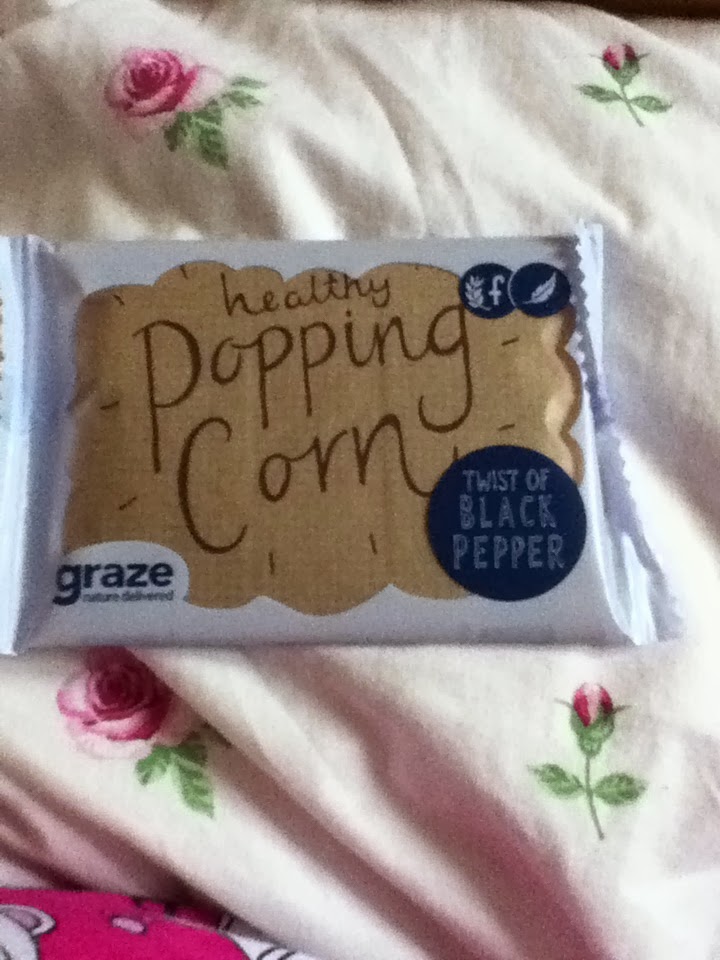 healthy
Popping
Corn
f
TWIST OF
BLACK
PEPPER
graze
nature delivered